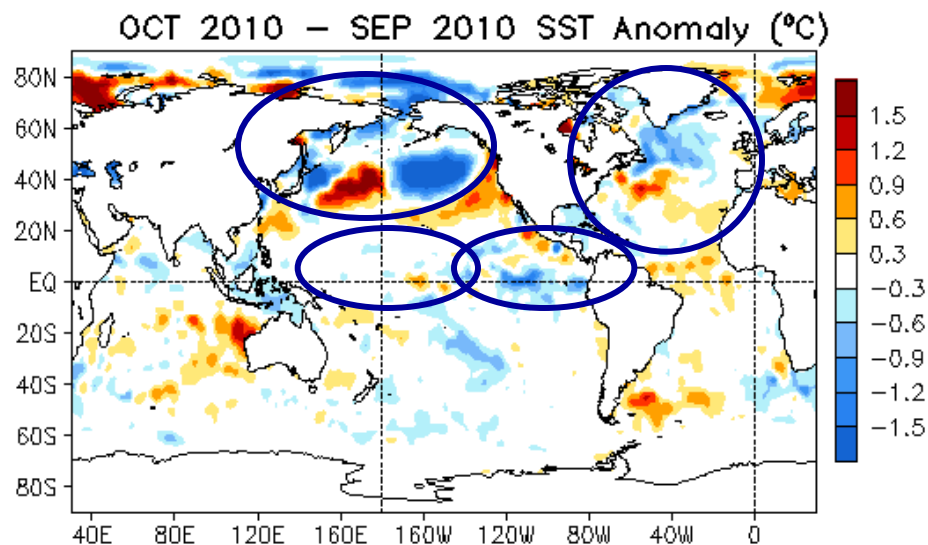 OCT 2010 – SEP 2010 SST Anomaly (ºC)
80N
60N
40N
20N
EQ
20S
40S
60S
80S
40E 80E 120E 160E 160W 120W 80W 40W 0
1.5
1.2
0.9
0.6
0.3
−0.3
−0.6
−0.9
−1.2
−1.5